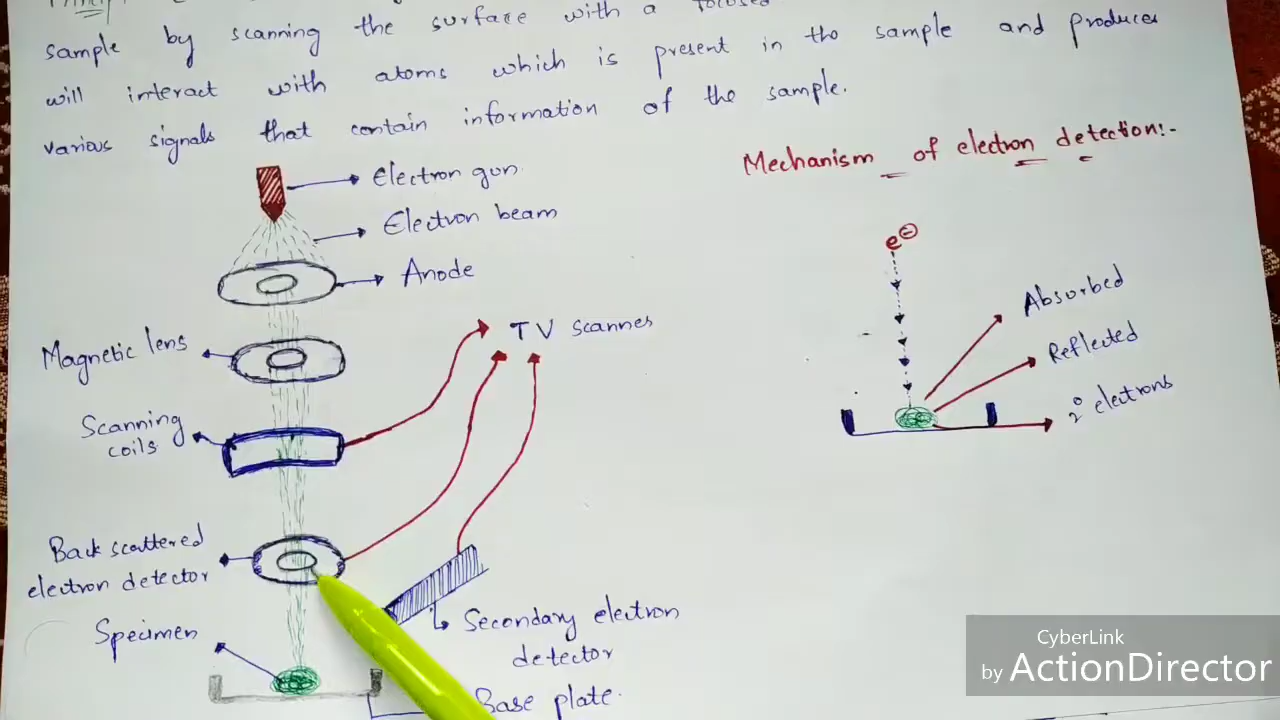 sample by scanning the surface with a focused
will interact with atoms which is present in the sample and produces
various signals that contain information of the sample.
Mechanism of electron detection:-
Electron gun
Electron beam
Anode
Magnetic lens
TV Scanner
Scanning
coils
Back scattered
electron detector
Specimen
Secondary electron
detector
Base plate.
e⊖
Absorbed
Reflected
2° electrons
CyberLink
by ActionDirector